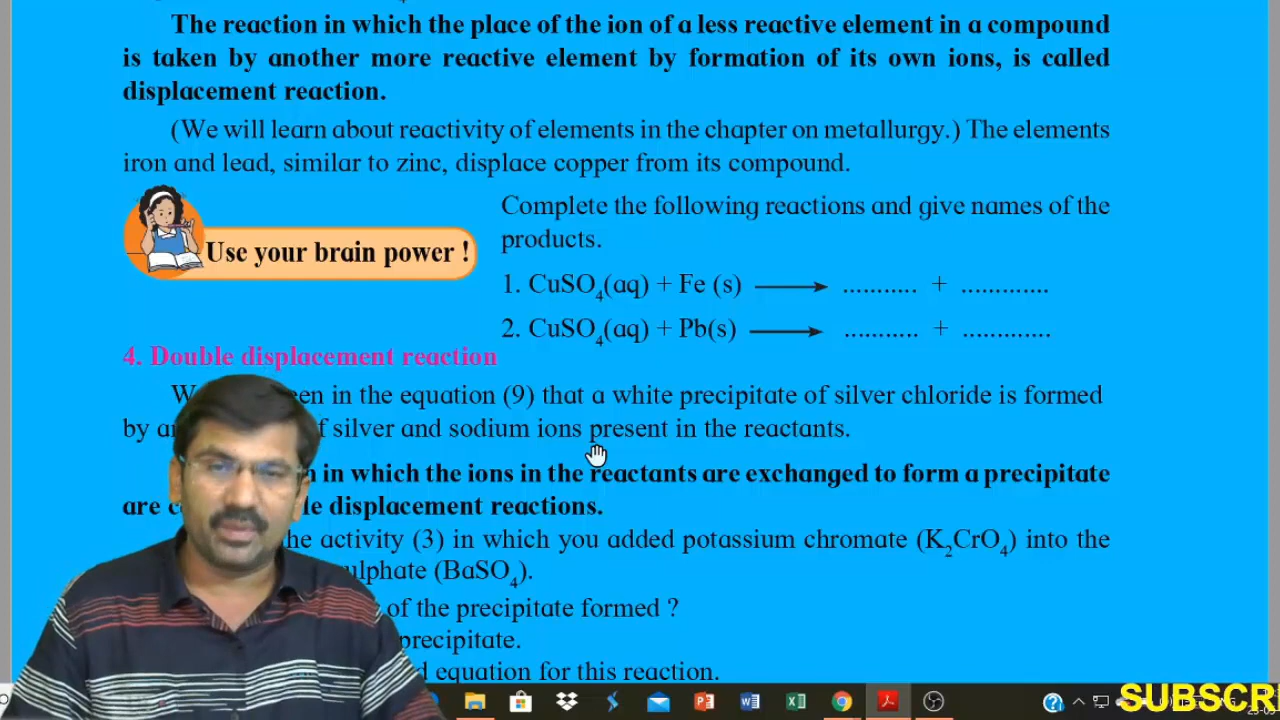 The reaction in which the place of the ion of a less reactive element in a compound
is taken by another more reactive element by formation of its own ions, is called
displacement reaction.
(We will learn about reactivity of elements in the chapter on metallurgy.) The elements
iron and lead, similar to zinc, displace copper from its compound.
Use your brain power !
Complete the following reactions and give names of the
products.
1. CuSO₄(aq) + Fe (s) ⟶ ........... + .............
2. CuSO₄(aq) + Pb(s) ⟶ ........... + .............
4. Double displacement reaction
in the equation (9) that a white precipitate of silver chloride is formed
by of silver and sodium ions present in the reactants.
in which the ions in the reactants are exchanged to form a precipitate
are displacement reactions.
the activity (3) in which you added potassium chromate (K₂CrO₄) into the
sulphate (BaSO₄).
of the precipitate formed ?
precipitate.
equation for this reaction.
SUBSCRI